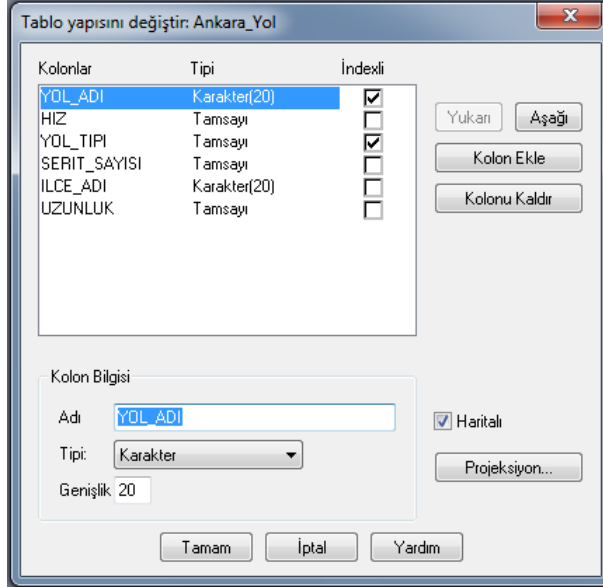 Tablo yapısını değiştir: Ankara_Yol
Kolonlar Tipi İndexli
YOL_ADI Karakter(20)
HIZ Tamsayı
YOL_TIPI Tamsayı
SERIT_SAYISI Tamsayı
ILCE_ADI Karakter(20)
UZUNLUK Tamsayı
Yukarı Aşağı
Kolon Ekle
Kolonu Kaldır
Kolon Bilgisi
Adı YOL_ADI
Tipi: Karakter
Genişlik 20
Haritalı
Projeksiyon...
Tamam İptal Yardım